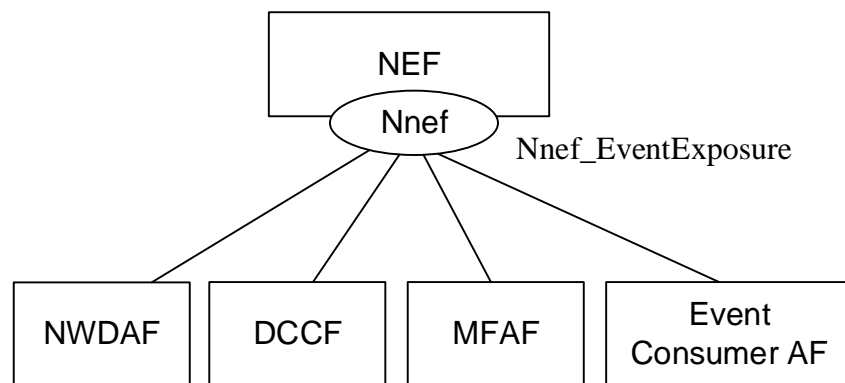 NEF
Nnef
Nnef_EventExposure
NWDAF
DCCF
MFAF
Event
Consumer AF